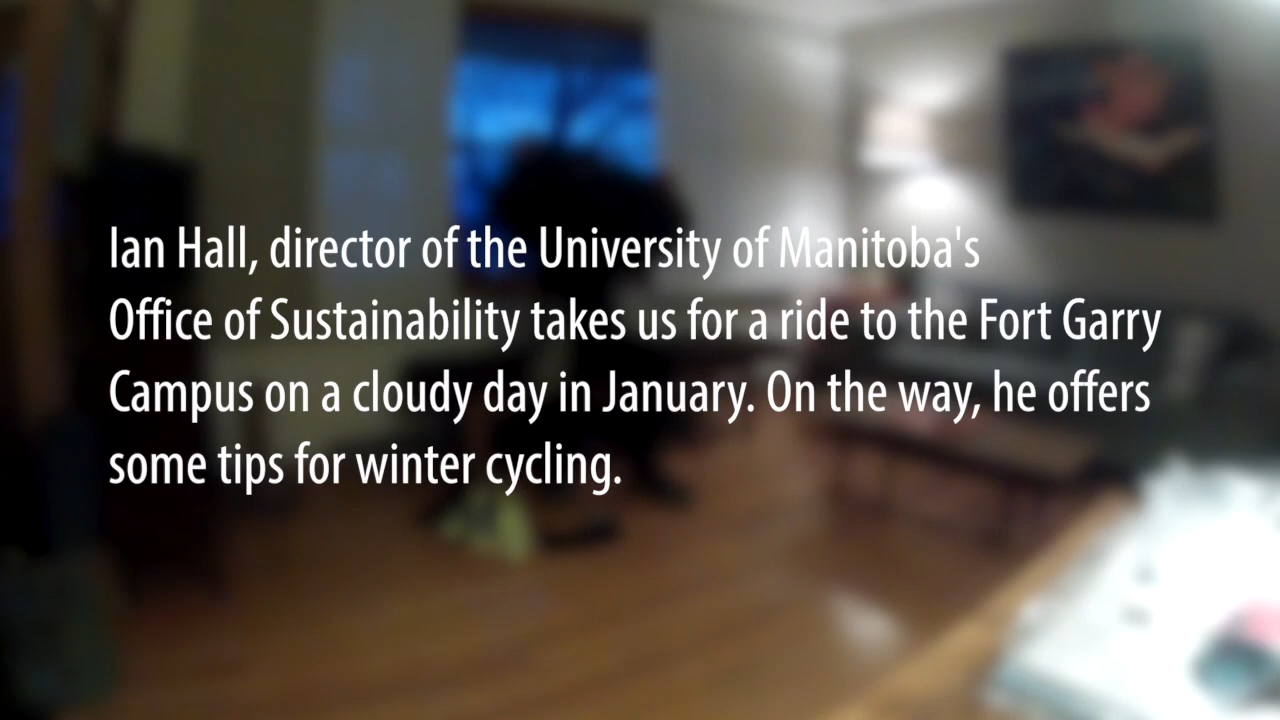 Ian Hall, director of the University of Manitoba's
Office of Sustainability takes us for a ride to the Fort Garry
Campus on a cloudy day in January. On the way, he offers
some tips for winter cycling.